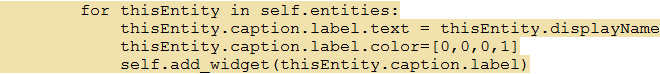 for thisEntity in self.entities:
thisEntity.caption.label.text = thisEntity.displayName
thisEntity.caption.label.color=[0,0,0,1]
self.add_widget(thisEntity.caption.label)